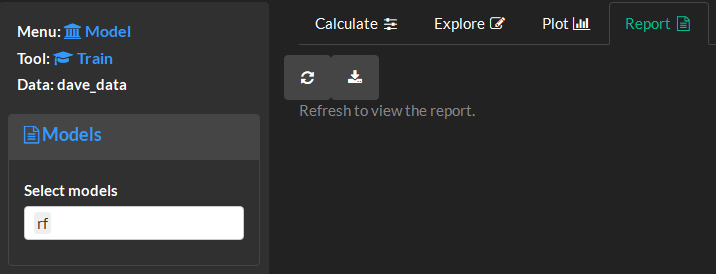 Menu: Model
Tool: Train
Data: dave_data
Models
Select models
rf
Calculate Explore Plot Report
Refresh to view the report.